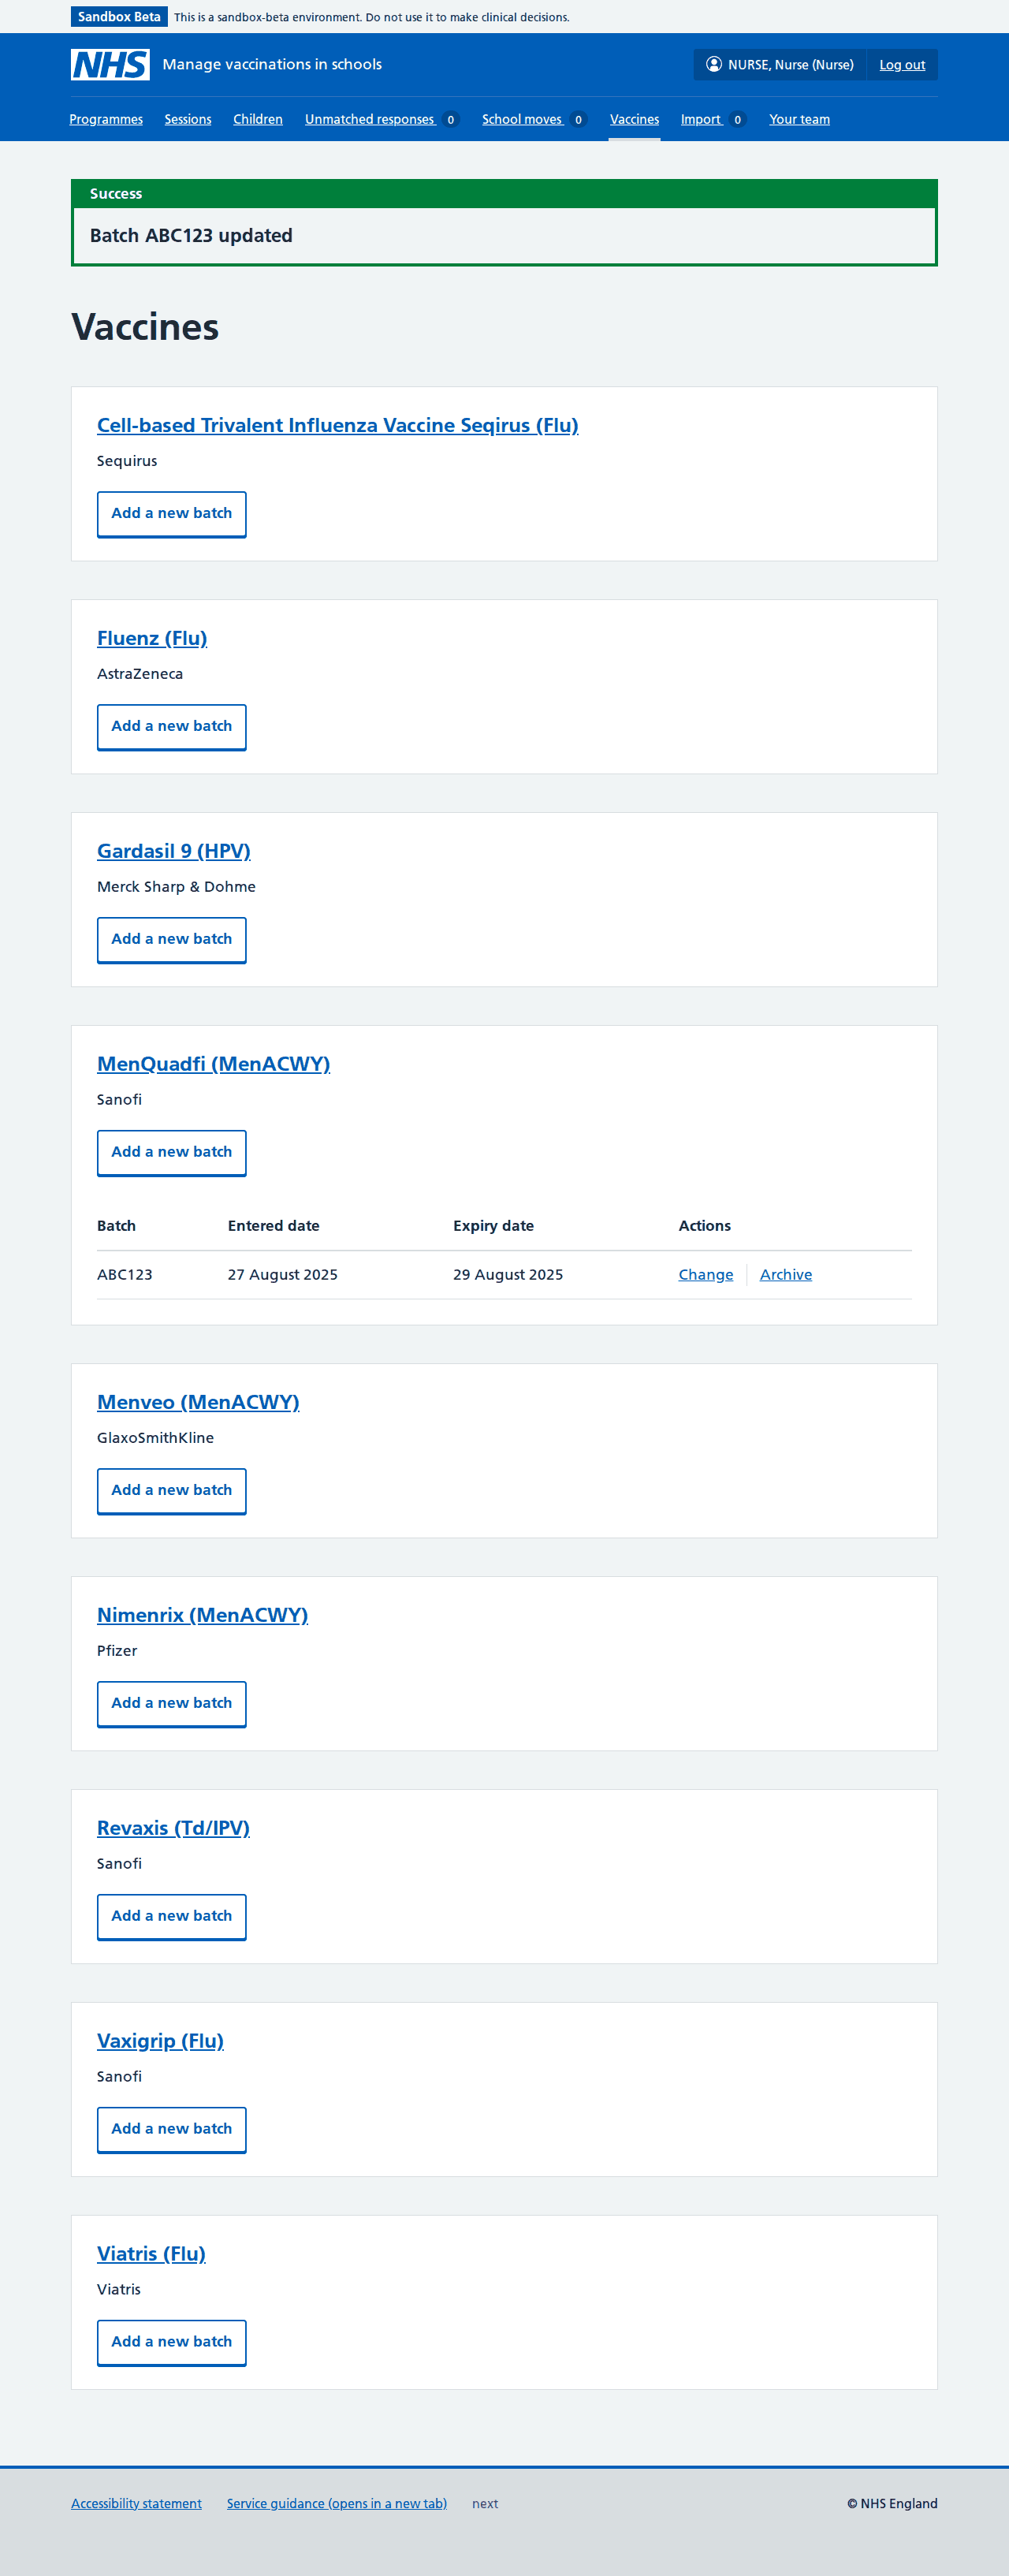 Sandbox Beta This is a sandbox-beta environment. Do not use it to make clinical decisions.
NHS Manage vaccinations in schools NURSE, Nurse (Nurse) Log out
Programmes Sessions Children Unmatched responses 0 School moves 0 Vaccines Import 0 Your team
Success
Batch ABC123 updated
Vaccines
Cell-based Trivalent Influenza Vaccine Seqirus (Flu)
Sequirus
Add a new batch
Fluenz (Flu)
AstraZeneca
Add a new batch
Gardasil 9 (HPV)
Merck Sharp & Dohme
Add a new batch
MenQuadfi (MenACWY)
Sanofi
Add a new batch
Batch Entered date Expiry date Actions
ABC123 27 August 2025 29 August 2025 Change Archive
Menveo (MenACWY)
GlaxoSmithKline
Add a new batch
Nimenrix (MenACWY)
Pfizer
Add a new batch
Revaxis (Td/IPV)
Sanofi
Add a new batch
Vaxigrip (Flu)
Sanofi
Add a new batch
Viatris (Flu)
Viatris
Add a new batch
Accessibility statement Service guidance (opens in a new tab) next © NHS England